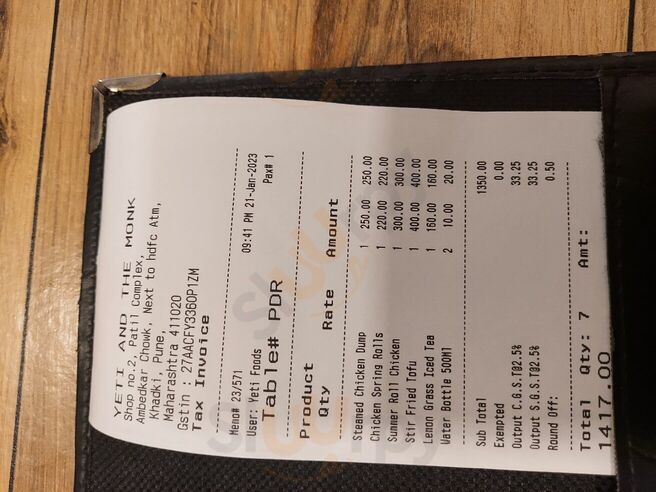 YETI AND THE MONK
Shop no.2, Patil Complex,
Ambedkar Chowk, Next to hdfc Atm,
Khadki, Pune,
Maharashtra 411020
Gstin : 27AACFY3360P1ZM
Tax Invoice
Memo# 23/571 09:41 PM 21-Jan-2023
User: Yeti Foods Pax# 1
Table# PDR
Product
Qty Rate Amount
Steamed Chicken Dump 1 250.00 250.00
Chicken Spring Rolls 1 220.00 220.00
Summer Roll Chicken 1 300.00 300.00
Stir Fried Tofu 1 400.00 400.00
Lemon Grass Iced Tea 1 160.00 160.00
Water Bottle 500Ml 2 10.00 20.00
Sub Total 1350.00
Exempted 0.00
Output C.G.S.T@2.5% 33.25
Output S.G.S.T@2.5% 33.25
Round Off: 0.50
Total Qty: 7 Amt:
1417.00
Sluurpy
Sluurpy